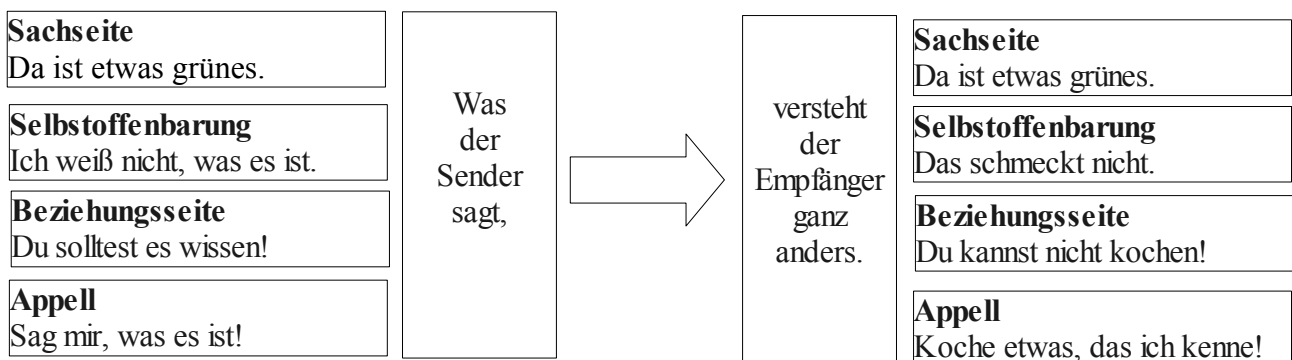 Sachseite
Da ist etwas grünes.
Selbstoffenbarung
Ich weiß nicht, was es ist.
Beziehungsseite
Du solltest es wissen!
Appell
Sag mir, was es ist!
Was
der
Sender
sagt,
versteht
der
Empfänger
ganz
anders.
Sachseite
Da ist etwas grünes.
Selbstoffenbarung
Das schmeckt nicht.
Beziehungsseite
Du kannst nicht kochen!
Appell
Koche etwas, das ich kenne!